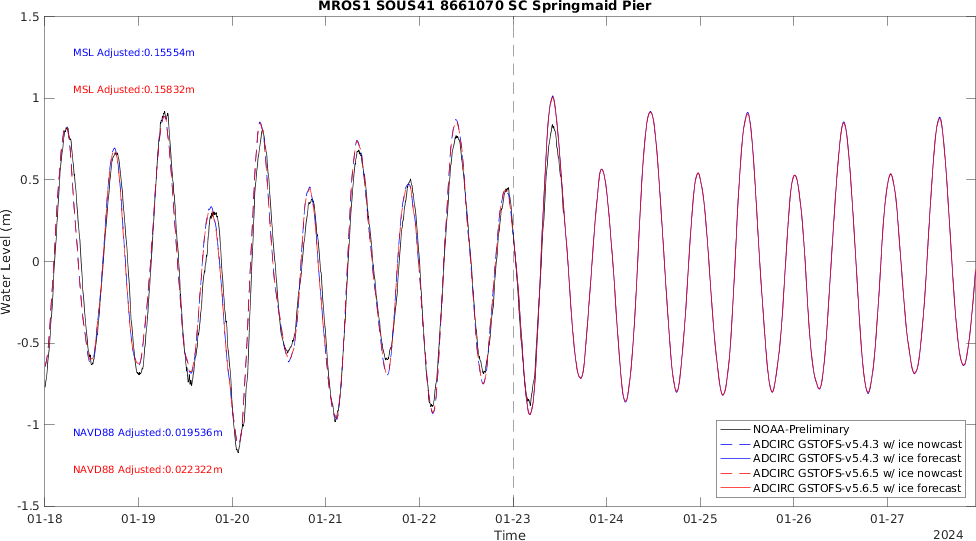 MROS1 SOUS41 8661070 SC Springmaid Pier
1.5
MSL Adjusted:0.15554m
MSL Adjusted:0.15832m
1
0.5
0
-0.5
-1
-1.5
Water Level (m)
NAVD88 Adjusted:0.019536m
NAVD88 Adjusted:0.022322m
NOAA-Preliminary
ADCIRC GSTOFS-v5.4.3 w/ ice nowcast
ADCIRC GSTOFS-v5.4.3 w/ ice forecast
ADCIRC GSTOFS-v5.6.5 w/ ice nowcast
ADCIRC GSTOFS-v5.6.5 w/ ice forecast
01-18 01-19 01-20 01-21 01-22 01-23 01-24 01-25 01-26 01-27
Time
2024